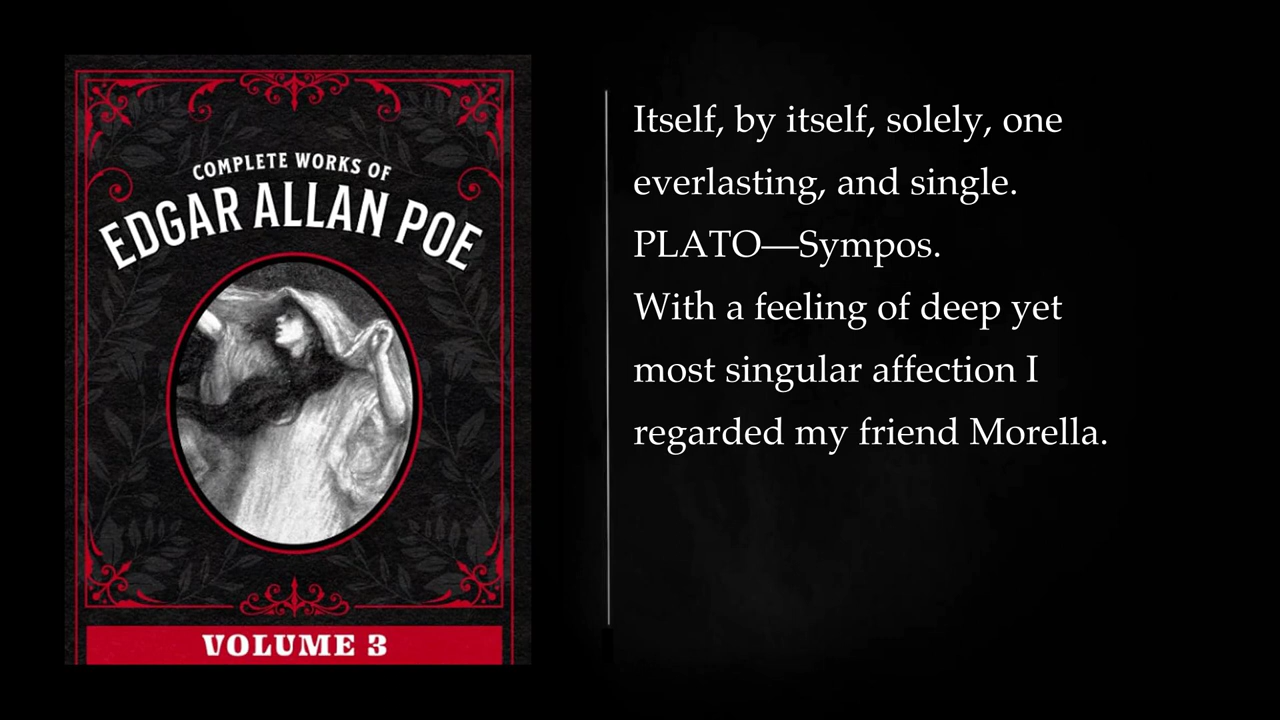 COMPLETE WORKS OF
EDGAR ALLAN POE
VOLUME 3
Itself, by itself, solely, one
everlasting, and single.
PLATO—Sympos.
With a feeling of deep yet
most singular affection I
regarded my friend Morella.